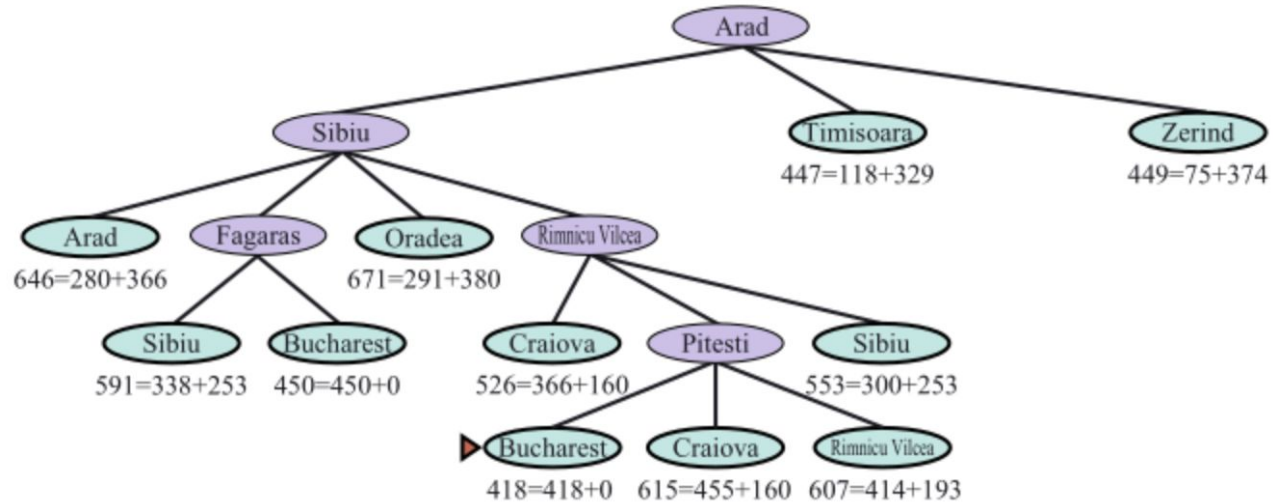 Arad
Sibiu Timisoara Zerind
447=118+329 449=75+374
Arad Fagaras Oradea Rimnicu Vilcea
646=280+366 671=291+380
Sibiu Bucharest Craiova Pitesti Sibiu
591=338+253 450=450+0 526=366+160 553=300+253
Bucharest Craiova Rimnicu Vilcea
418=418+0 615=455+160 607=414+193